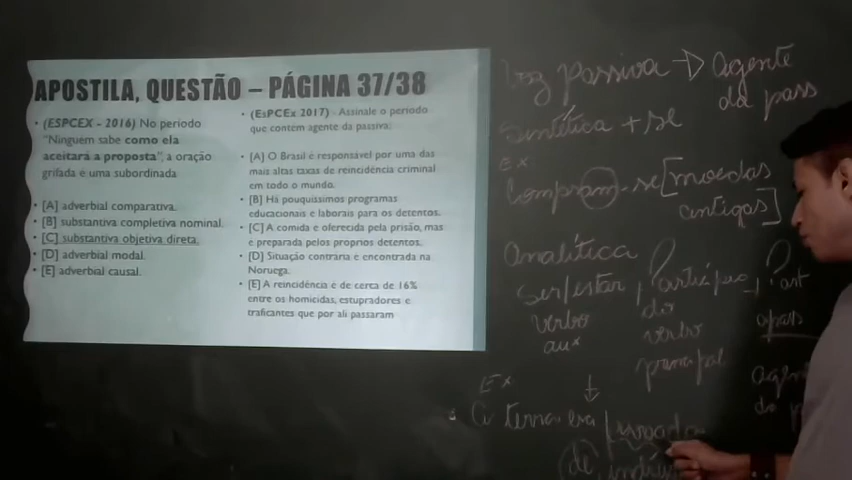 APOSTILA, QUESTÃO – PÁGINA 37/38
• (ESPCEX - 2016) No período
"Ninguem sabe como ela
aceitará a proposta", a oração
grifada é uma subordinada
• [A] adverbial comparativa.
• [B] substantiva completiva nominal.
• [C] substantiva objetiva direta.
• [D] adverbial modal.
• [E] adverbial causal.
• (EsPCEx 2017) - Assinale o período
que contém agente da passiva:
• [A] O Brasil é responsável por uma das
mais altas taxas de reincidência criminal
em todo o mundo.
• [B] Há pouquíssimos programas
educacionais e laborais para os detentos.
• [C] A comida é oferecida pela prisão, mas
é preparada pelos próprios detentos.
• [D] Situação contrária é encontrada na
Noruega.
• [E] A reincidência é de cerca de 16%
entre os homicidas, estupradores e
traficantes que por ali passaram
Voz passiva → agente
da pass
Sintética + se
Ex
Compram-se [moedas
antigas]
Analítica
Ser/estar + particípio +
verbo do
aux verbo
principal
agen
do p
Ex
A terra era
de